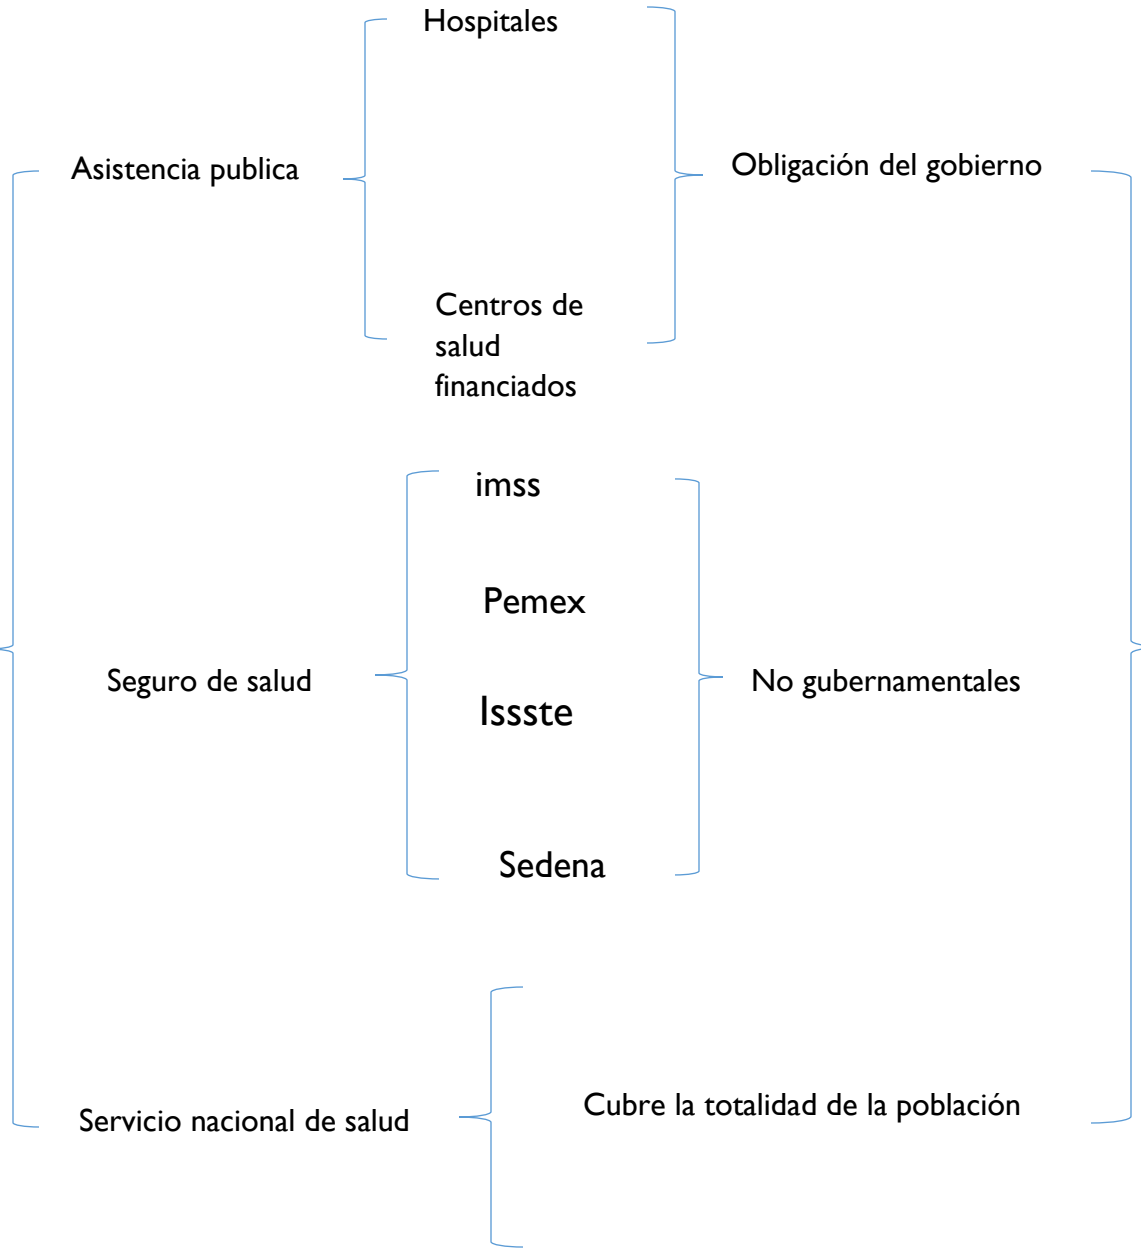 Hospitales
Asistencia publica
Obligación del gobierno
Centros de
salud
financiados
imss
Pemex
Seguro de salud
No gubernamentales
Issste
Sedena
Servicio nacional de salud
Cubre la totalidad de la población